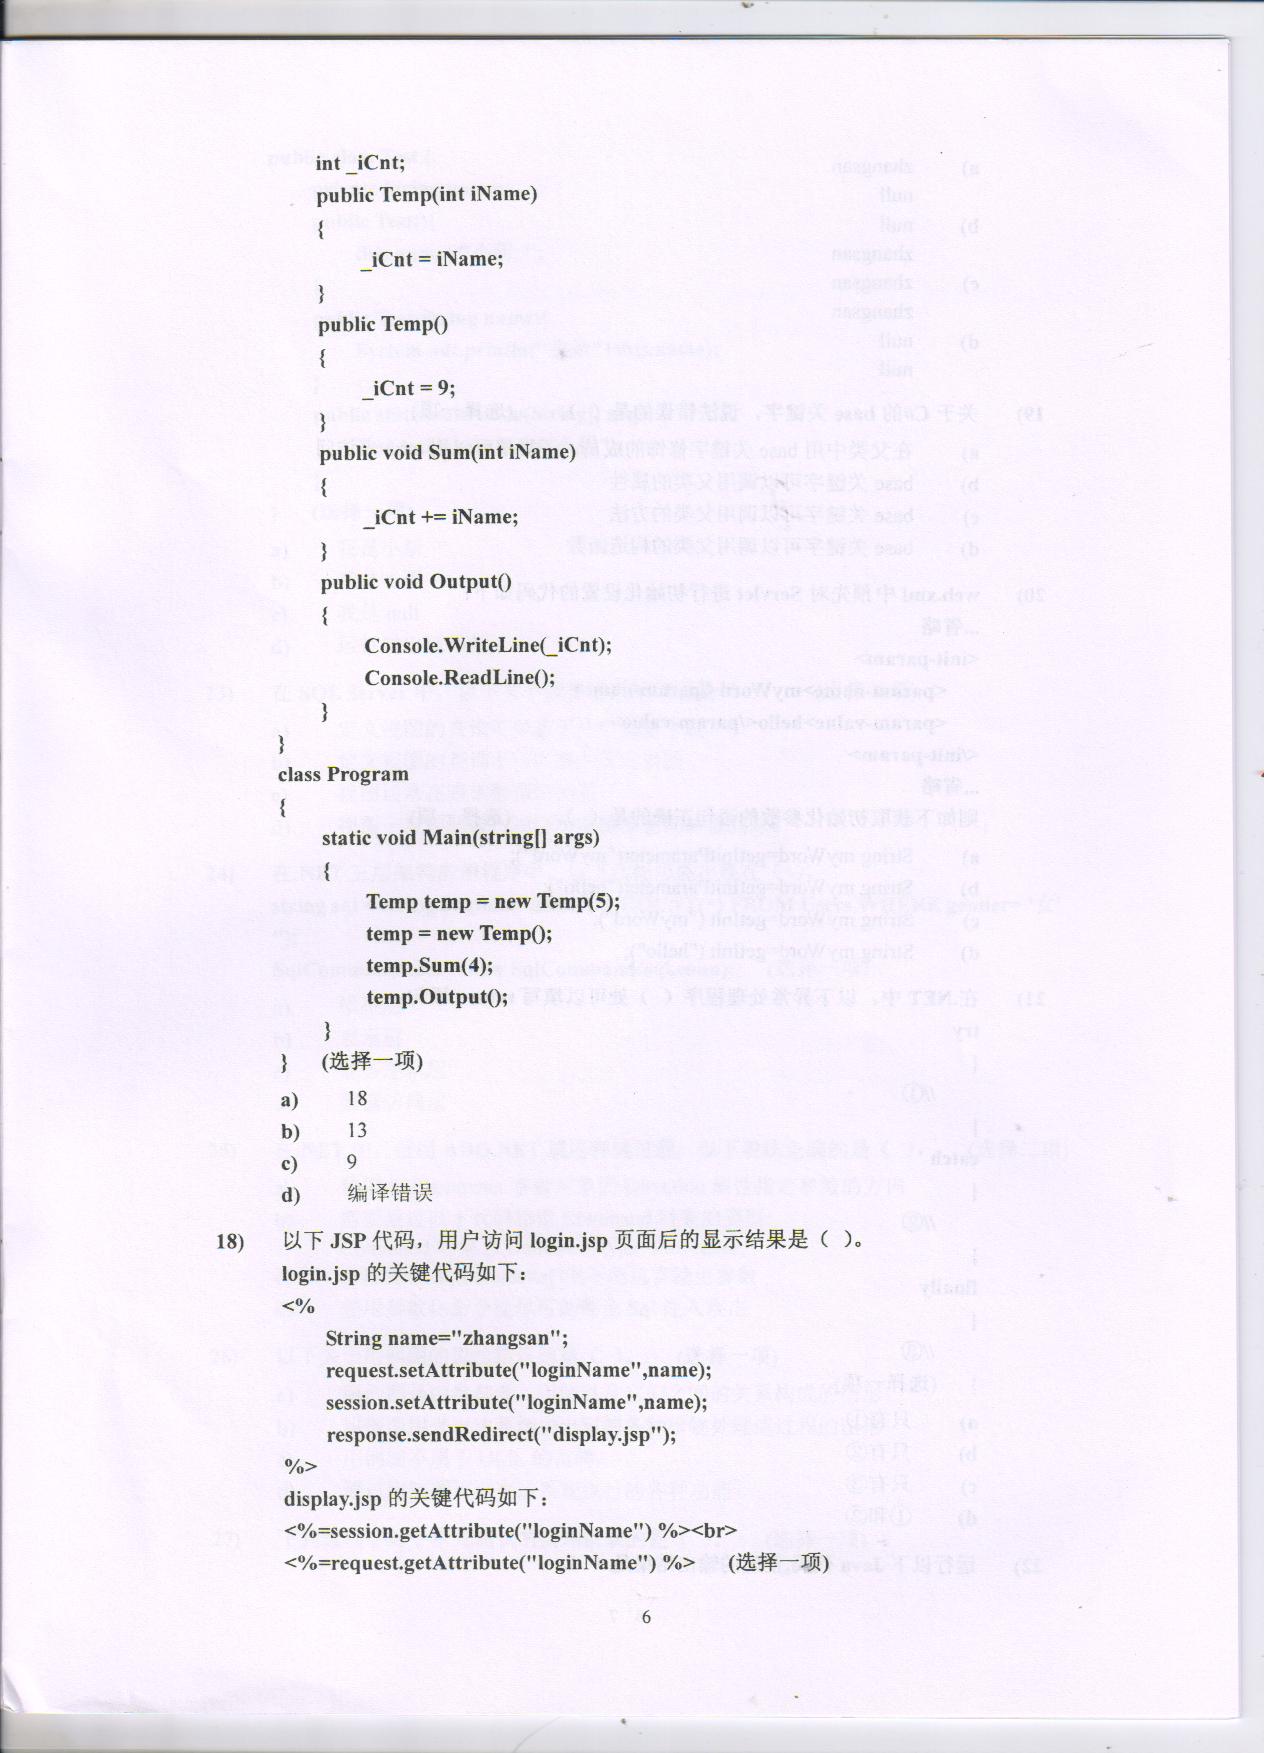 int _iCnt;
public Temp(int iName)
{
_iCnt = iName;
}
public Temp()
{
_iCnt = 9;
}
public void Sum(int iName)
{
_iCnt += iName;
}
public void Output()
{
Console.WriteLine(_iCnt);
Console.ReadLine();
}
}
class Program
{
static void Main(string[] args)
{
Temp temp = new Temp(5);
temp = new Temp();
temp.Sum(4);
temp.Output();
}
} (选择一项)
a) 18
b) 13
c) 9
d) 编译错误
18) 以下 JSP 代码，用户访问 login.jsp 页面后的显示结果是（ ）。
login.jsp 的关键代码如下：
<%
String name="zhangsan";
request.setAttribute("loginName",name);
session.setAttribute("loginName",name);
response.sendRedirect("display.jsp");
%>
display.jsp 的关键代码如下：
<%=session.getAttribute("loginName") %><br>
<%=request.getAttribute("loginName") %> (选择一项)
6